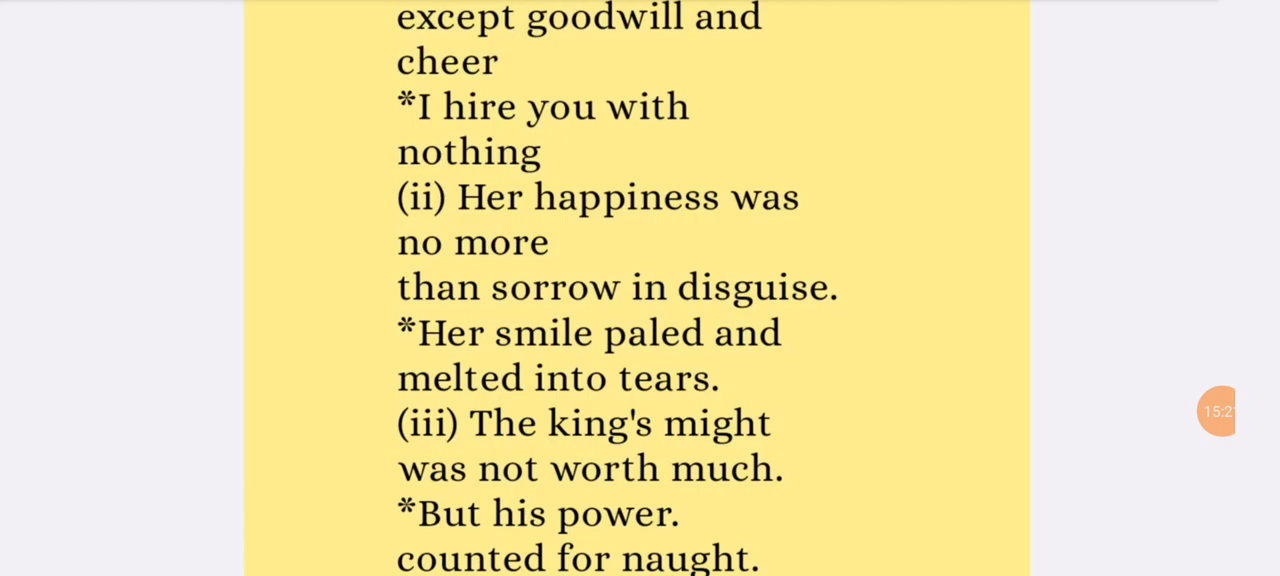 except goodwill and
cheer
*I hire you with
nothing
(ii) Her happiness was
no more
than sorrow in disguise.
*Her smile paled and
melted into tears.
(iii) The king's might
was not worth much.
*But his power.
counted for naught.